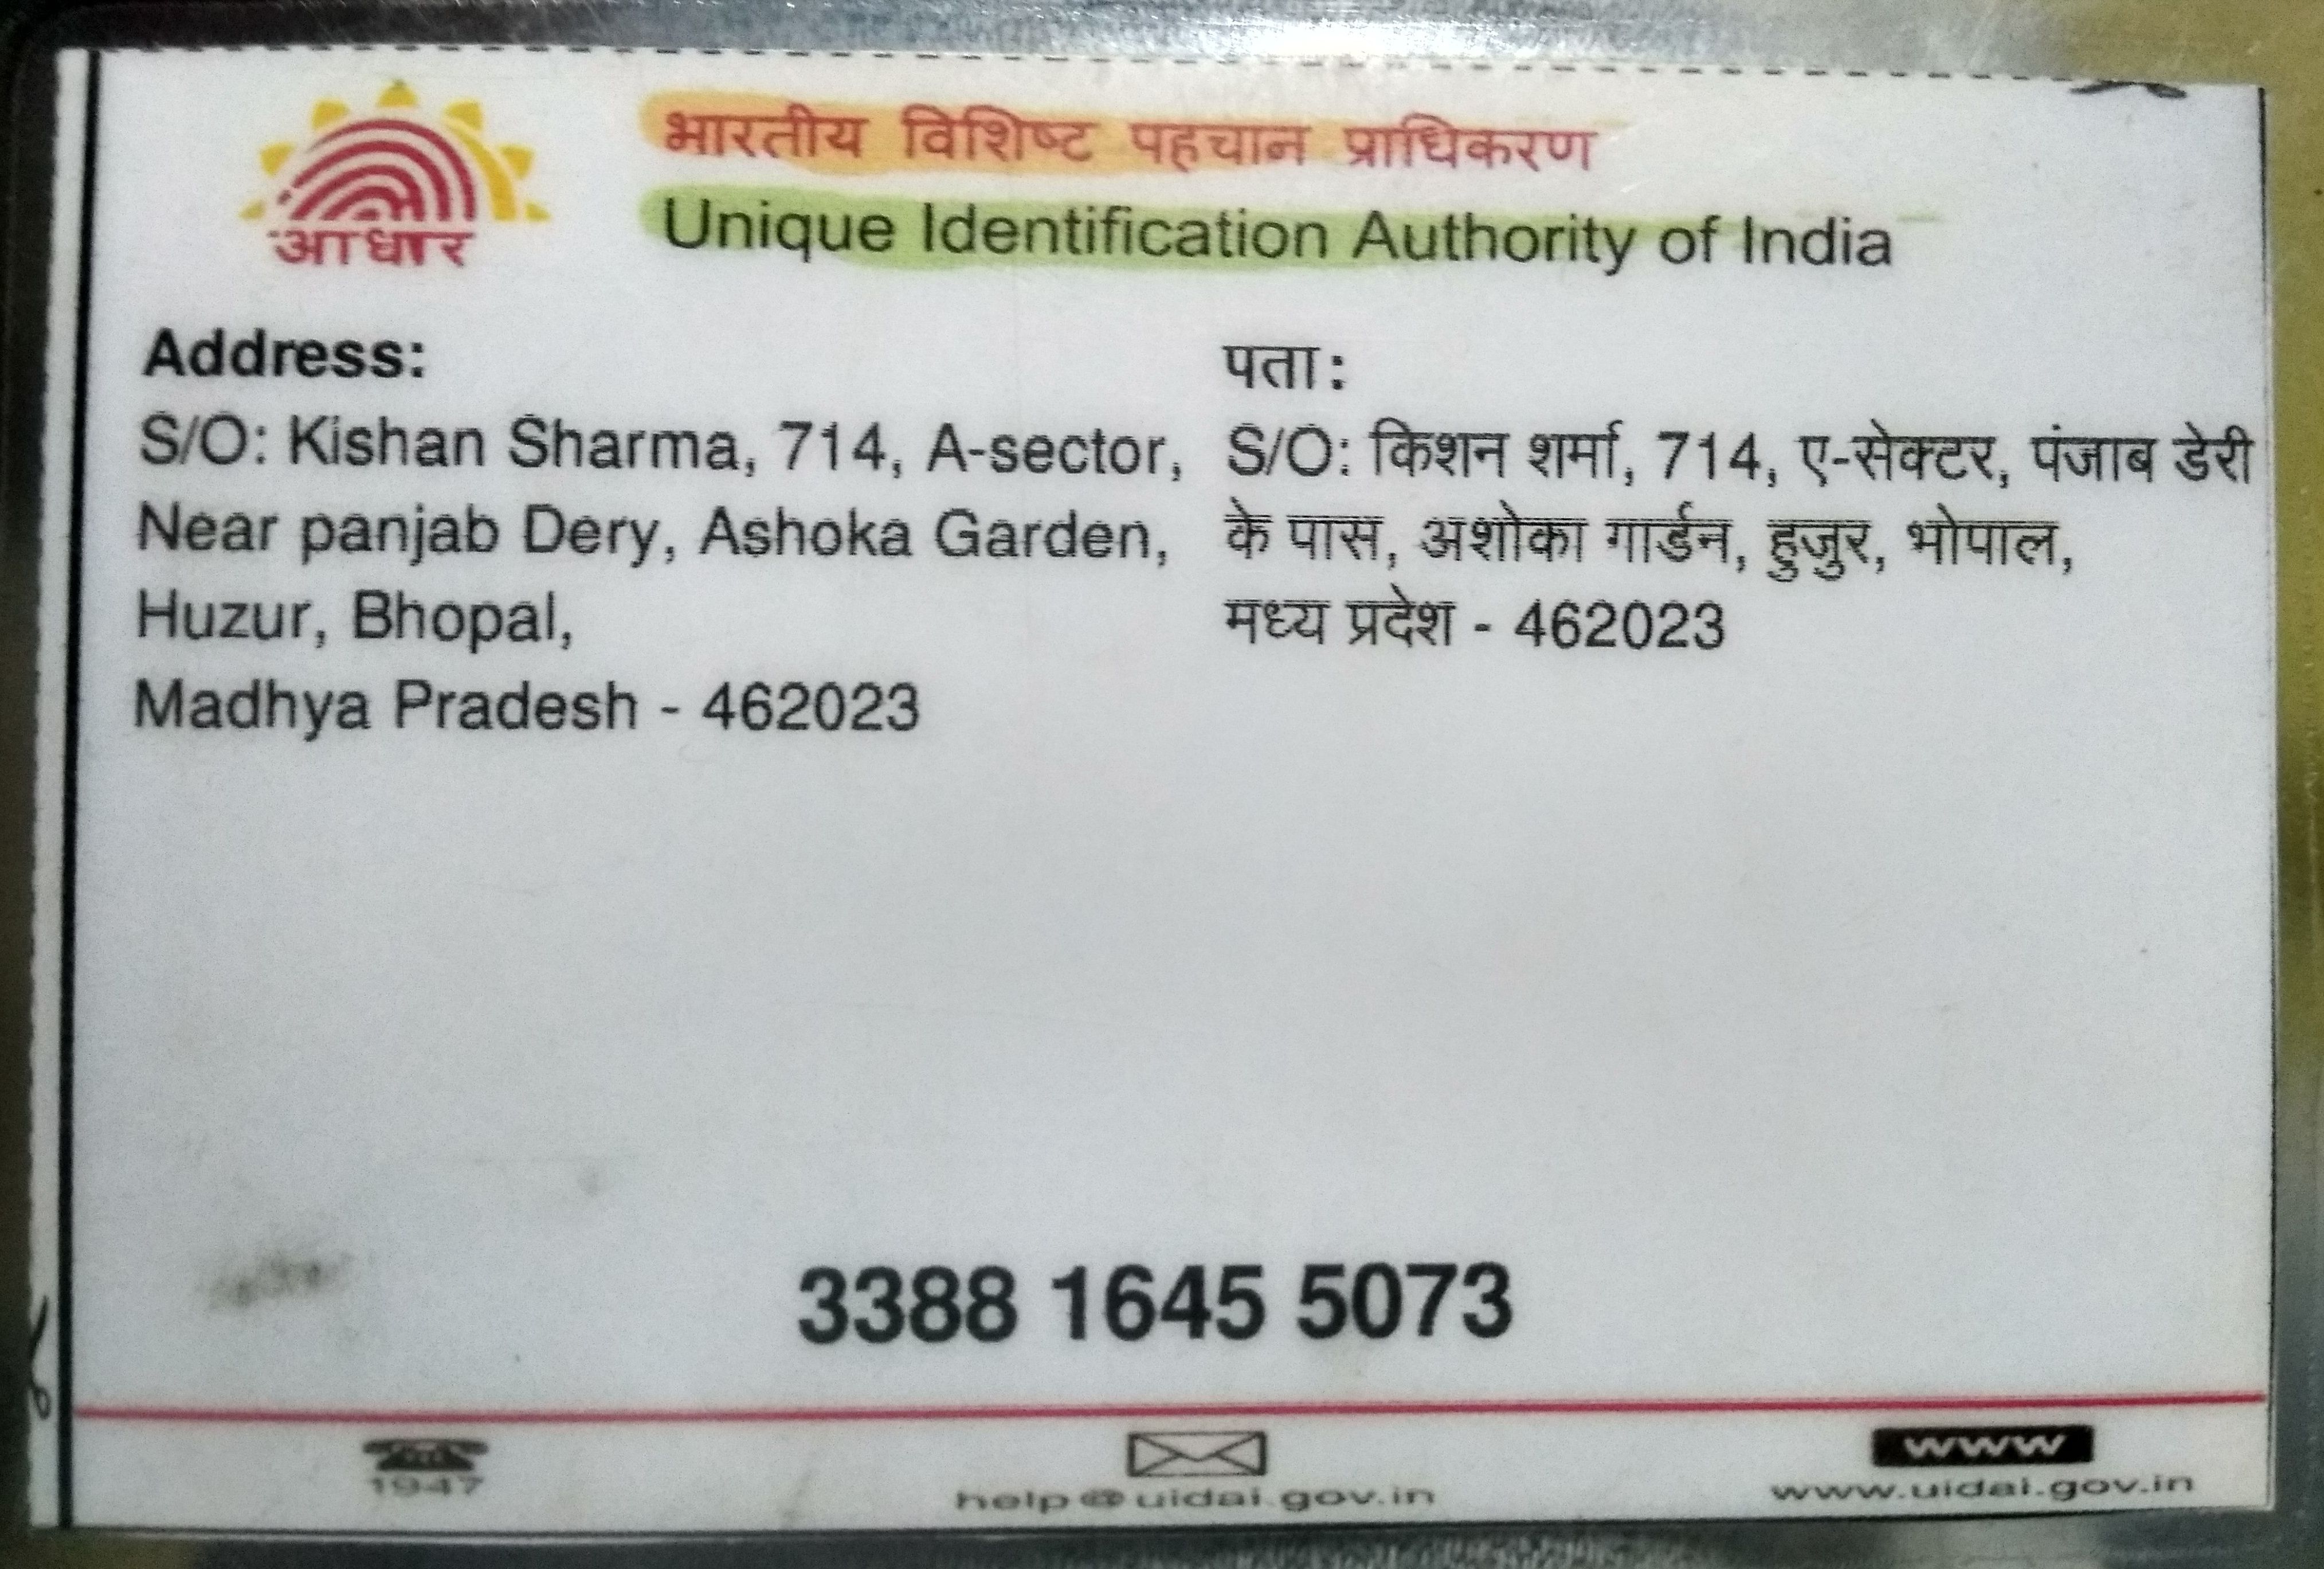 आधार
भारतीय विशिष्ट पहचान प्राधिकरण
Unique Identification Authority of India
Address:
S/O: Kishan Sharma, 714, A-sector,
Near panjab Dery, Ashoka Garden,
Huzur, Bhopal,
Madhya Pradesh - 462023
पता:
S/O: किशन शर्मा, 714, ए-सेक्टर, पंजाब डेरी
के पास, अशोका गार्डन, हुजुर, भोपाल,
मध्य प्रदेश - 462023
3388 1645 5073
1947
help@uidai.gov.in
www
www.uidai.gov.in